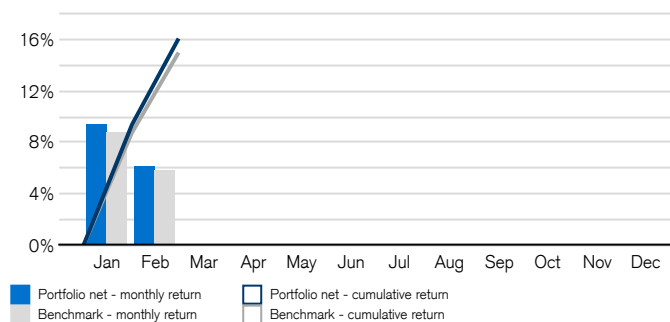 16%
12%
8%
4%
0%
Jan Feb Mar Apr May Jun Jul Aug Sep Oct Nov Dec
Portfolio net - monthly return Portfolio net - cumulative return
Benchmark - monthly return Benchmark - cumulative return